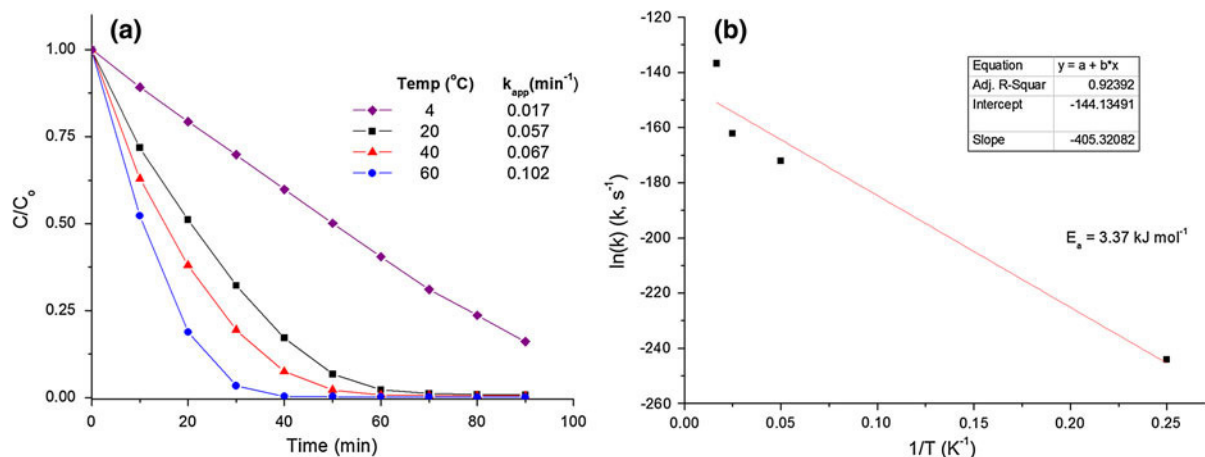 (a)
1.00
0.75
0.50
0.25
0.00
C/Co
0 20 40 60 80 100
Time (min)
Temp (°C) kapp(min-1)
4 0.017
20 0.057
40 0.067
60 0.102
(b)
-120
-140
-160
-180
-200
-220
-240
-260
ln(k) (k, s-1)
0.00 0.05 0.10 0.15 0.20 0.25
1/T (K-1)
Equation y = a + b*x
Adj. R-Squar 0.92392
Intercept -144.13491
Slope -405.32082
Ea = 3.37 kJ mol-1